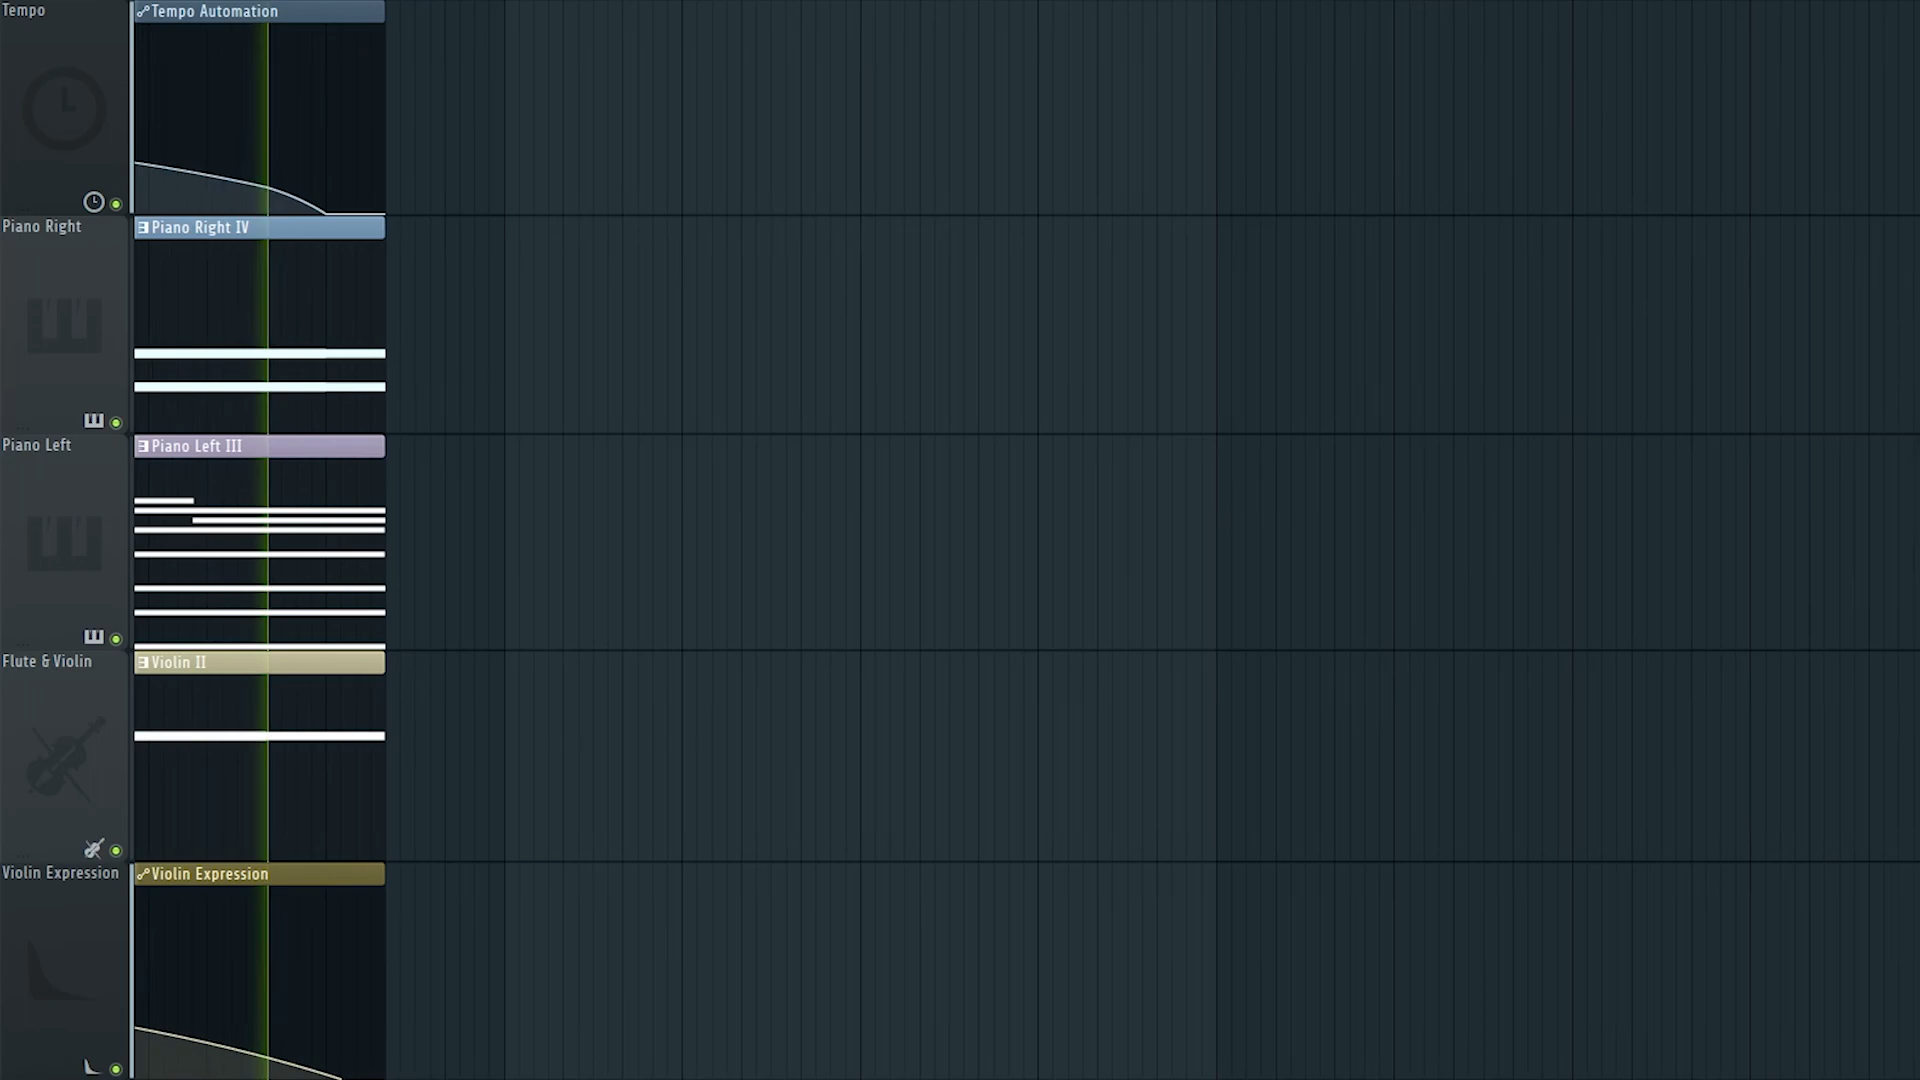 Tempo
Tempo Automation
Piano Right
Piano Right IV
Piano Left
Piano Left III
Flute & Violin
Violin II
Violin Expression
Violin Expression